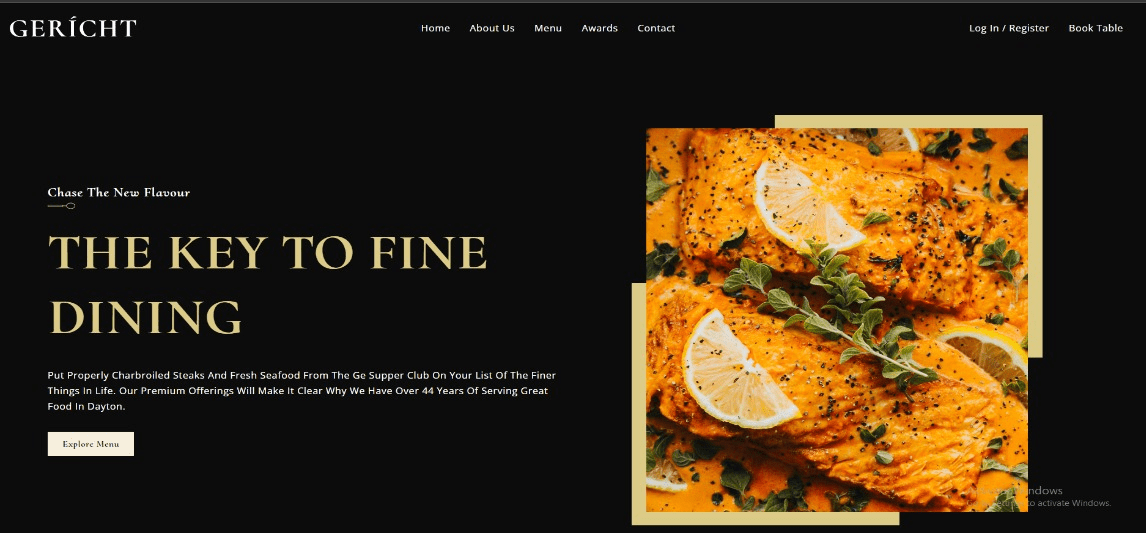 GERÍCHT
Home About Us Menu Awards Contact
Log In / Register Book Table
Chase The New Flavour
THE KEY TO FINE
DINING
Put Properly Charbroiled Steaks And Fresh Seafood From The Ge Supper Club On Your List Of The Finer
Things In Life. Our Premium Offerings Will Make It Clear Why We Have Over 44 Years Of Serving Great
Food In Dayton.
Explore Menu
to activate Windows.